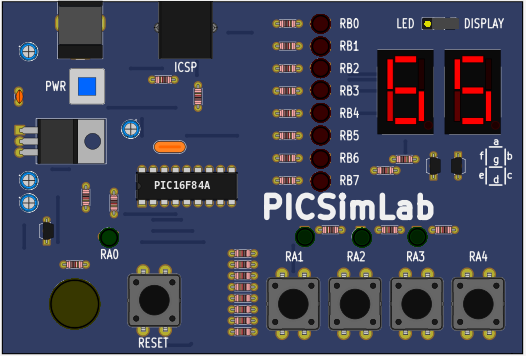 RB0
LED
DISPLAY
RB1
ICSP
RB2
PWR
RB3
RB4
RB5
RB6
RB7
65
a
f
b
g
e
c
d
PIC16F84A
PICSimLab
RA0
RA1
RA2
RA3
RA4
RESET